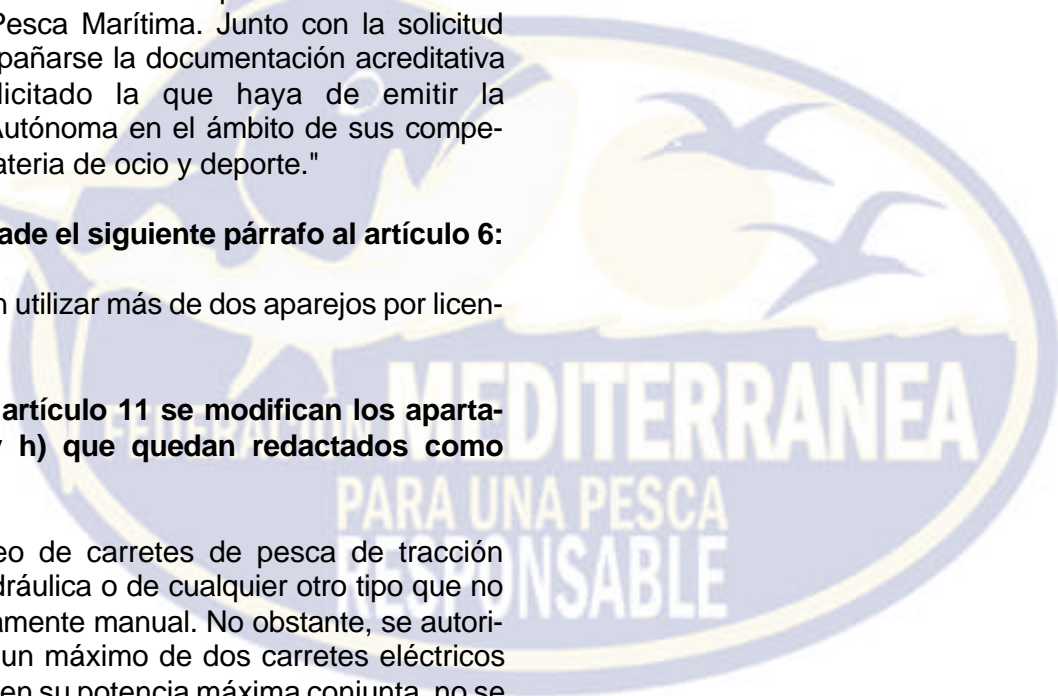 Pesca Marítima. Junto con la solicitud
pañarse la documentación acreditativa
licitado la que haya de emitir la
Autónoma en el ámbito de sus compe-
ateria de ocio y deporte."
ade el siguiente párrafo al artículo 6:
n utilizar más de dos aparejos por licen-
artículo 11 se modifican los aparta-
y h) que quedan redactados como
eo de carretes de pesca de tracción
dráulica o de cualquier otro tipo que no
amente manual. No obstante, se autori-
un máximo de dos carretes eléctricos
en su potencia máxima conjunta, no se
FEDERACION MEDITERRANEA
PARA UNA PESCA
RESPONSABLE